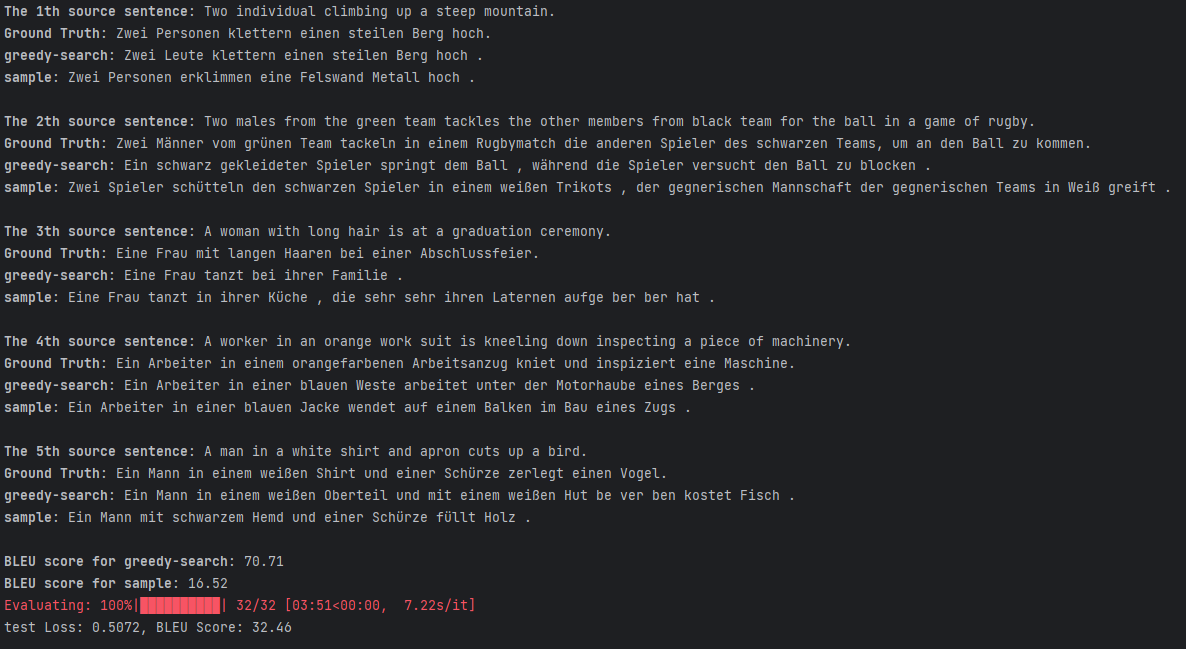 The 1th source sentence: Two individual climbing up a steep mountain.
Ground Truth: Zwei Personen klettern einen steilen Berg hoch.
greedy-search: Zwei Leute klettern einen steilen Berg hoch .
sample: Zwei Personen erklimmen eine Felswand Metall hoch .
The 2th source sentence: Two males from the green team tackles the other members from black team for the ball in a game of rugby.
Ground Truth: Zwei Männer vom grünen Team tackeln in einem Rugbymatch die anderen Spieler des schwarzen Teams, um an den Ball zu kommen.
greedy-search: Ein schwarz gekleideter Spieler springt dem Ball , während die Spieler versucht den Ball zu blocken .
sample: Zwei Spieler schütteln den schwarzen Spieler in einem weißen Trikots , der gegnerischen Mannschaft der gegnerischen Teams in Weiß greift .
The 3th source sentence: A woman with long hair is at a graduation ceremony.
Ground Truth: Eine Frau mit langen Haaren bei einer Abschlussfeier.
greedy-search: Eine Frau tanzt bei ihrer Familie .
sample: Eine Frau tanzt in ihrer Küche , die sehr sehr ihren Laternen aufge ber ber hat .
The 4th source sentence: A worker in an orange work suit is kneeling down inspecting a piece of machinery.
Ground Truth: Ein Arbeiter in einem orangefarbenen Arbeitsanzug kniet und inspiziert eine Maschine.
greedy-search: Ein Arbeiter in einer blauen Weste arbeitet unter der Motorhaube eines Berges .
sample: Ein Arbeiter in einer blauen Jacke wendet auf einem Balken im Bau eines Zugs .
The 5th source sentence: A man in a white shirt and apron cuts up a bird.
Ground Truth: Ein Mann in einem weißen Shirt und einer Schürze zerlegt einen Vogel.
greedy-search: Ein Mann in einem weißen Oberteil und mit einem weißen Hut be ver ben kostet Fisch .
sample: Ein Mann mit schwarzem Hemd und einer Schürze füllt Holz .
BLEU score for greedy-search: 70.71
BLEU score for sample: 16.52
Evaluating: 100%|██████████| 32/32 [03:51<00:00,  7.22s/it]
test Loss: 0.5072, BLEU Score: 32.46